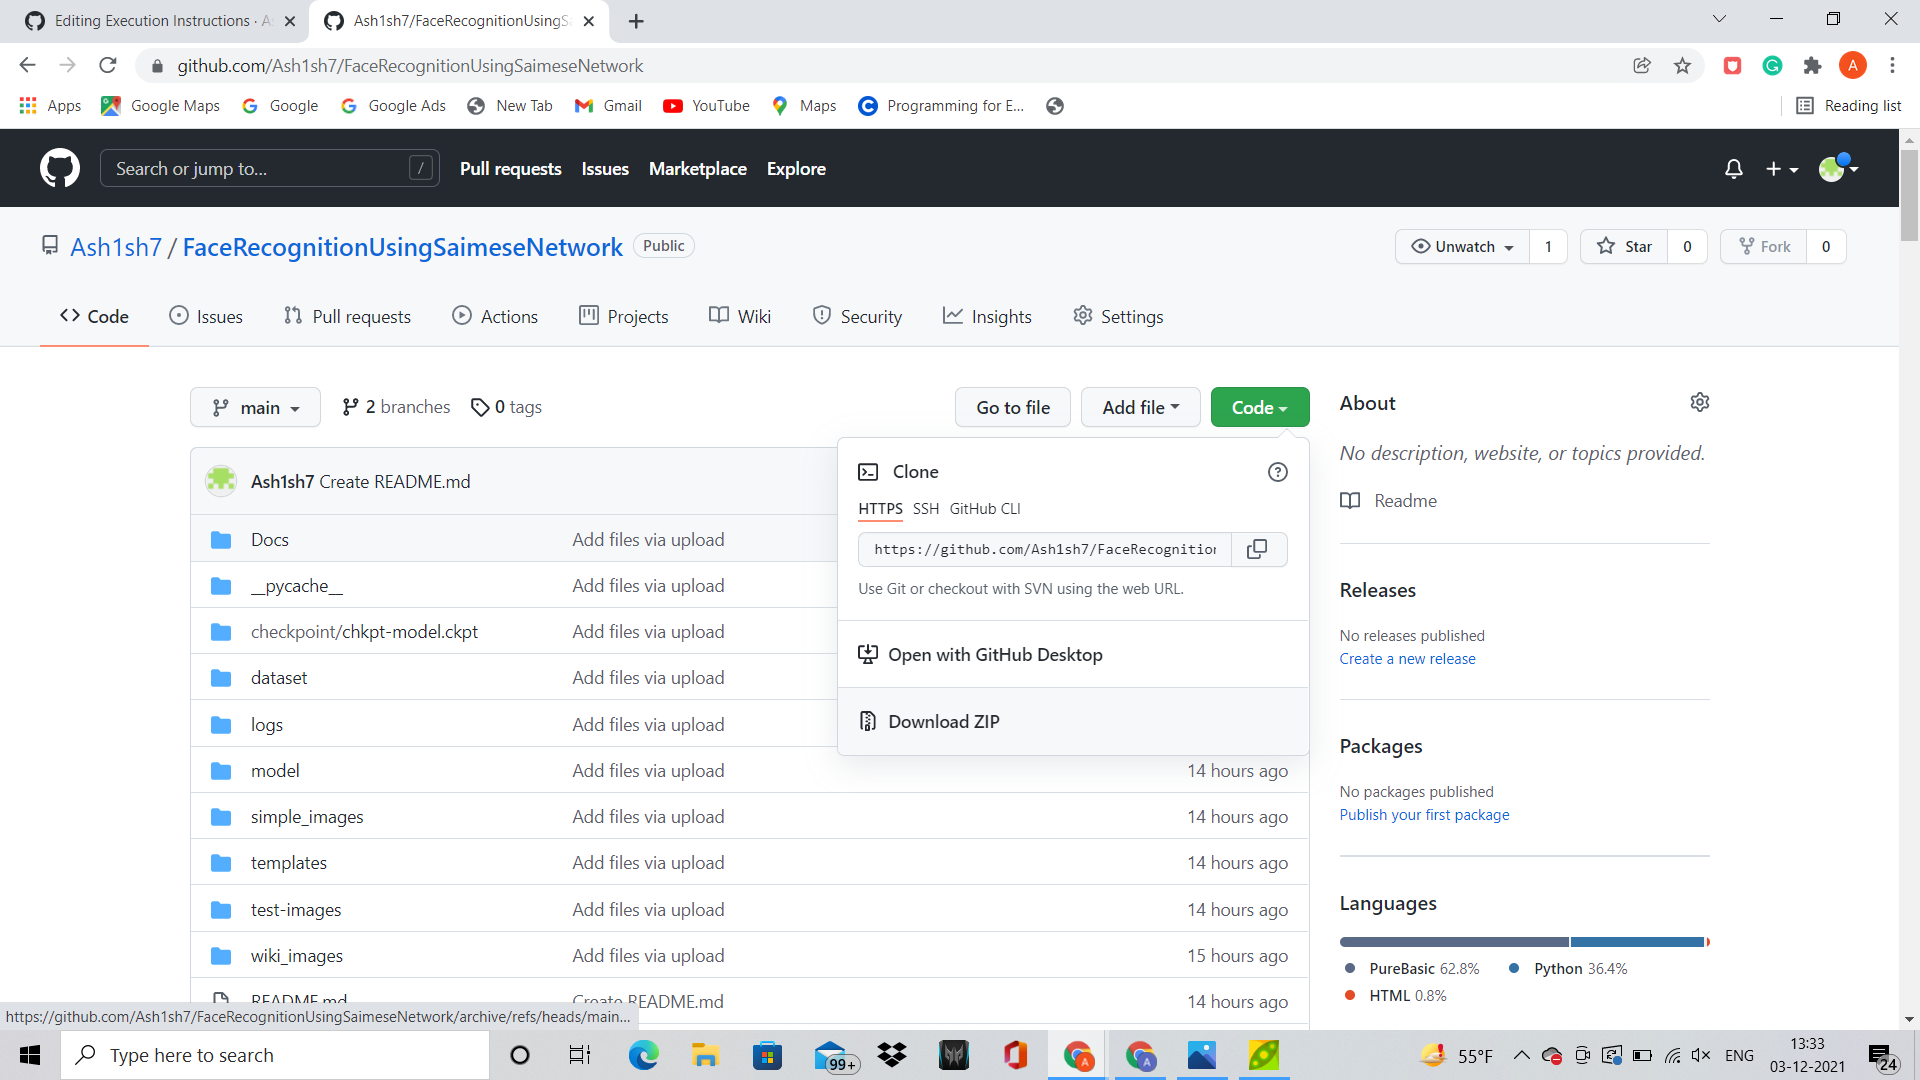 Editing Execution Instructions · A
Ash1sh7/FaceRecognitionUsingS
github.com/Ash1sh7/FaceRecognitionUsingSaimeseNetwork
A
Apps
Google Maps
Google
Google Ads
New Tab
Gmail
YouTube
Maps
Programming for E...
Reading list
Search or jump to...
/
Pull requests
Issues
Marketplace
Explore
Ash1sh7 / FaceRecognitionUsingSaimeseNetwork
Public
Unwatch
1
Star
0
Fork
0
Code
Issues
Pull requests
Actions
Projects
Wiki
Security
Insights
Settings
main
2 branches
0 tags
Go to file
Add file
Code
Ash1sh7 Create README.md
Docs
Add files via upload
__pycache__
Add files via upload
checkpoint/chkpt-model.ckpt
Add files via upload
dataset
Add files via upload
logs
Add files via upload
model
Add files via upload
14 hours ago
simple_images
Add files via upload
14 hours ago
templates
Add files via upload
14 hours ago
test-images
Add files via upload
14 hours ago
wiki_images
Add files via upload
15 hours ago
README.md
Create README.md
14 hours ago
Clone
HTTPS
SSH
GitHub CLI
https://github.com/Ash1sh7/FaceRecognition
Use Git or checkout with SVN using the web URL.
Open with GitHub Desktop
Download ZIP
About
No description, website, or topics provided.
Readme
Releases
No releases published
Create a new release
Packages
No packages published
Publish your first package
Languages
PureBasic 62.8%
Python 36.4%
HTML 0.8%
https://github.com/Ash1sh7/FaceRecognitionUsingSaimeseNetwork/archive/refs/heads/main...
Type here to search
99+
A
A
55°F
ENG
13:33
03-12-2021
24